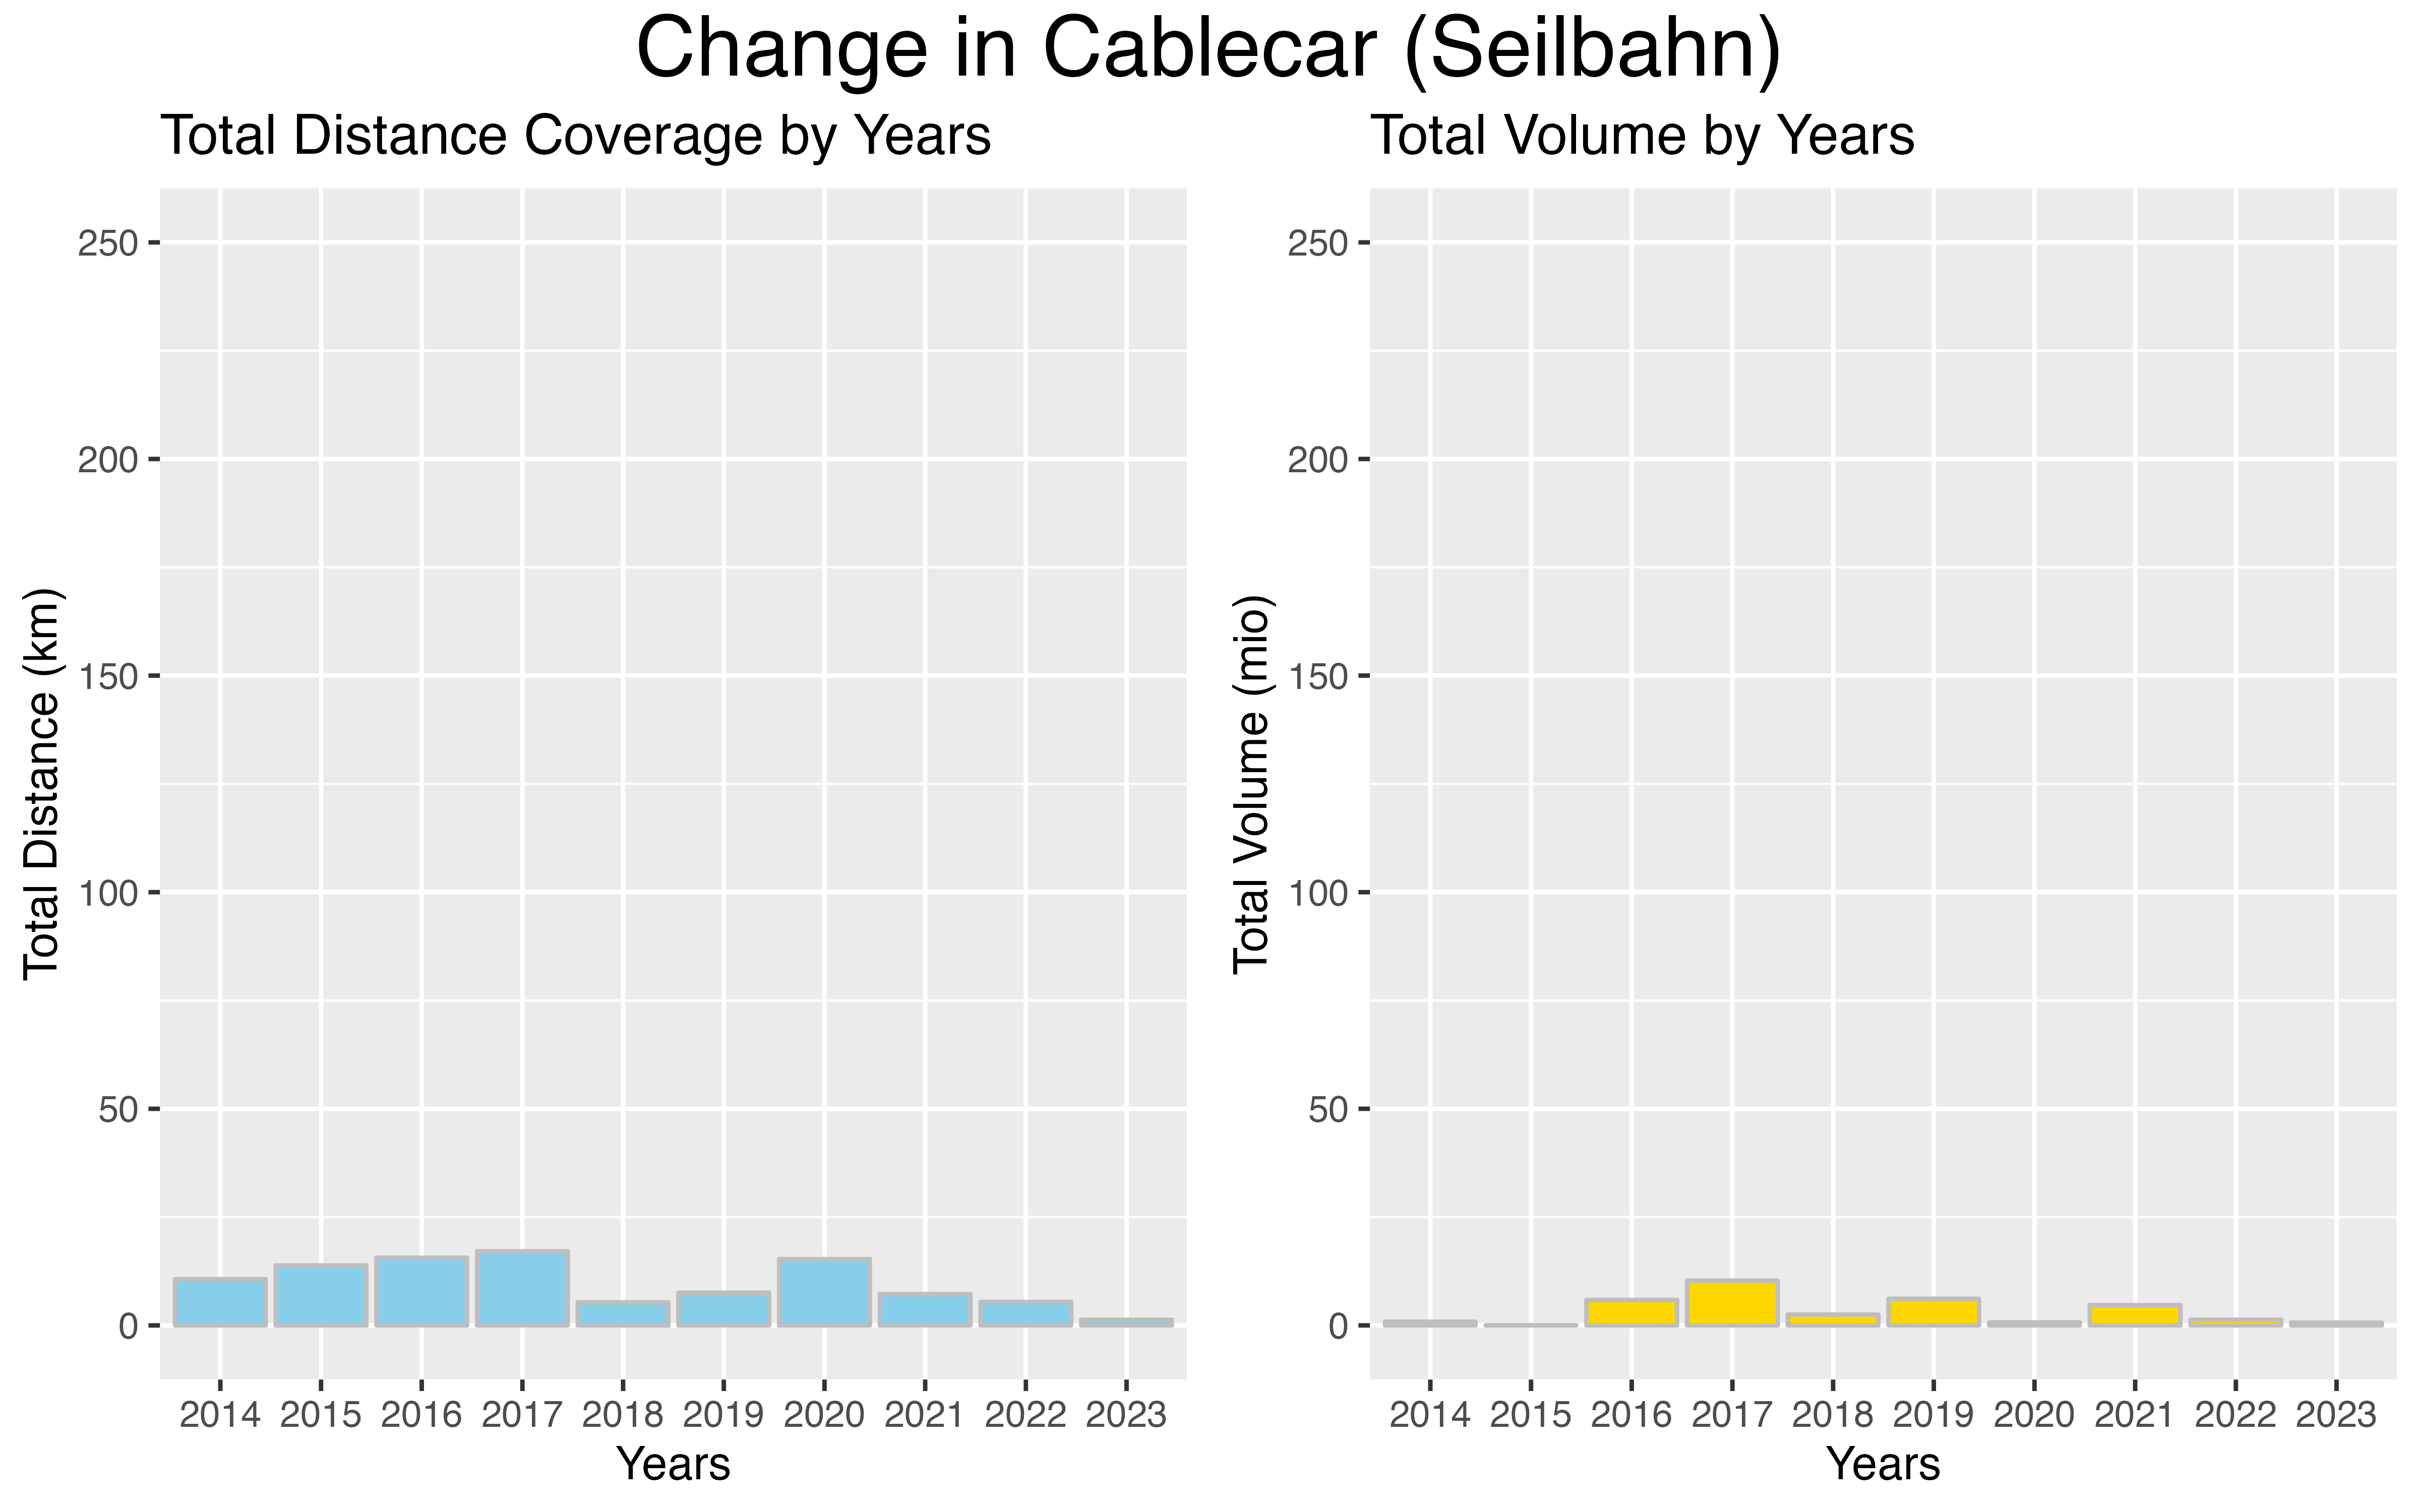 Change in Cablecar (Seilbahn)
Total Distance Coverage by Years
Total Distance (km)
250
200
150
100
50
0
2014 2015 2016 2017 2018 2019 2020 2021 2022 2023
Years
Total Volume by Years
Total Volume (mio)
250
200
150
100
50
0
2014 2015 2016 2017 2018 2019 2020 2021 2022 2023
Years